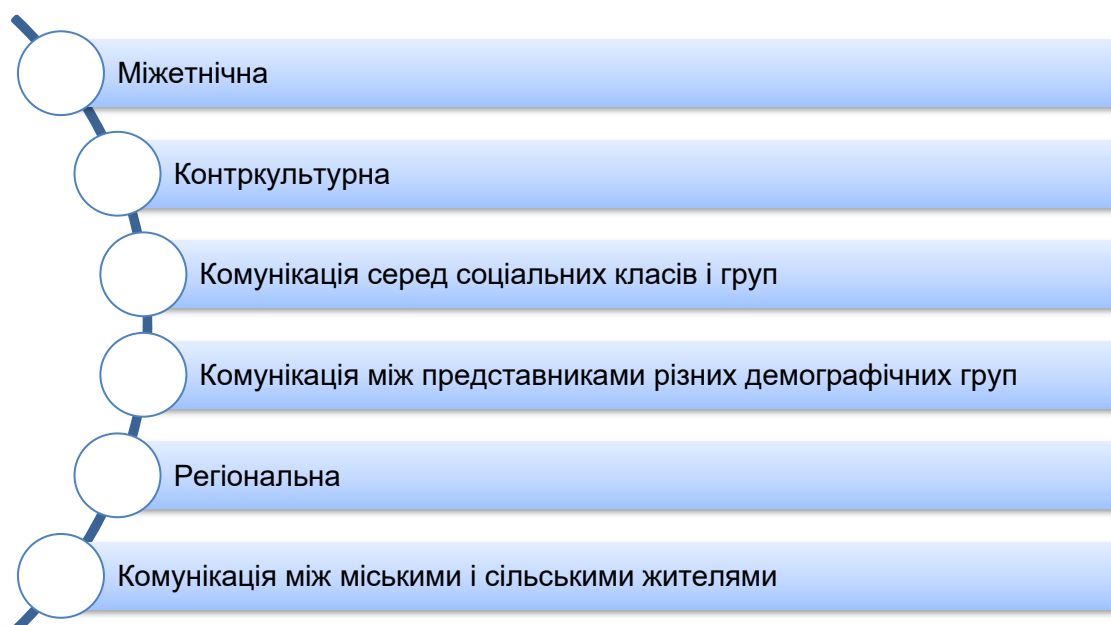 Міжетнічна
Контркультурна
Комунікація серед соціальних класів і груп
Комунікація між представниками різних демографічних груп
Регіональна
Комунікація між міськими і сільськими жителями